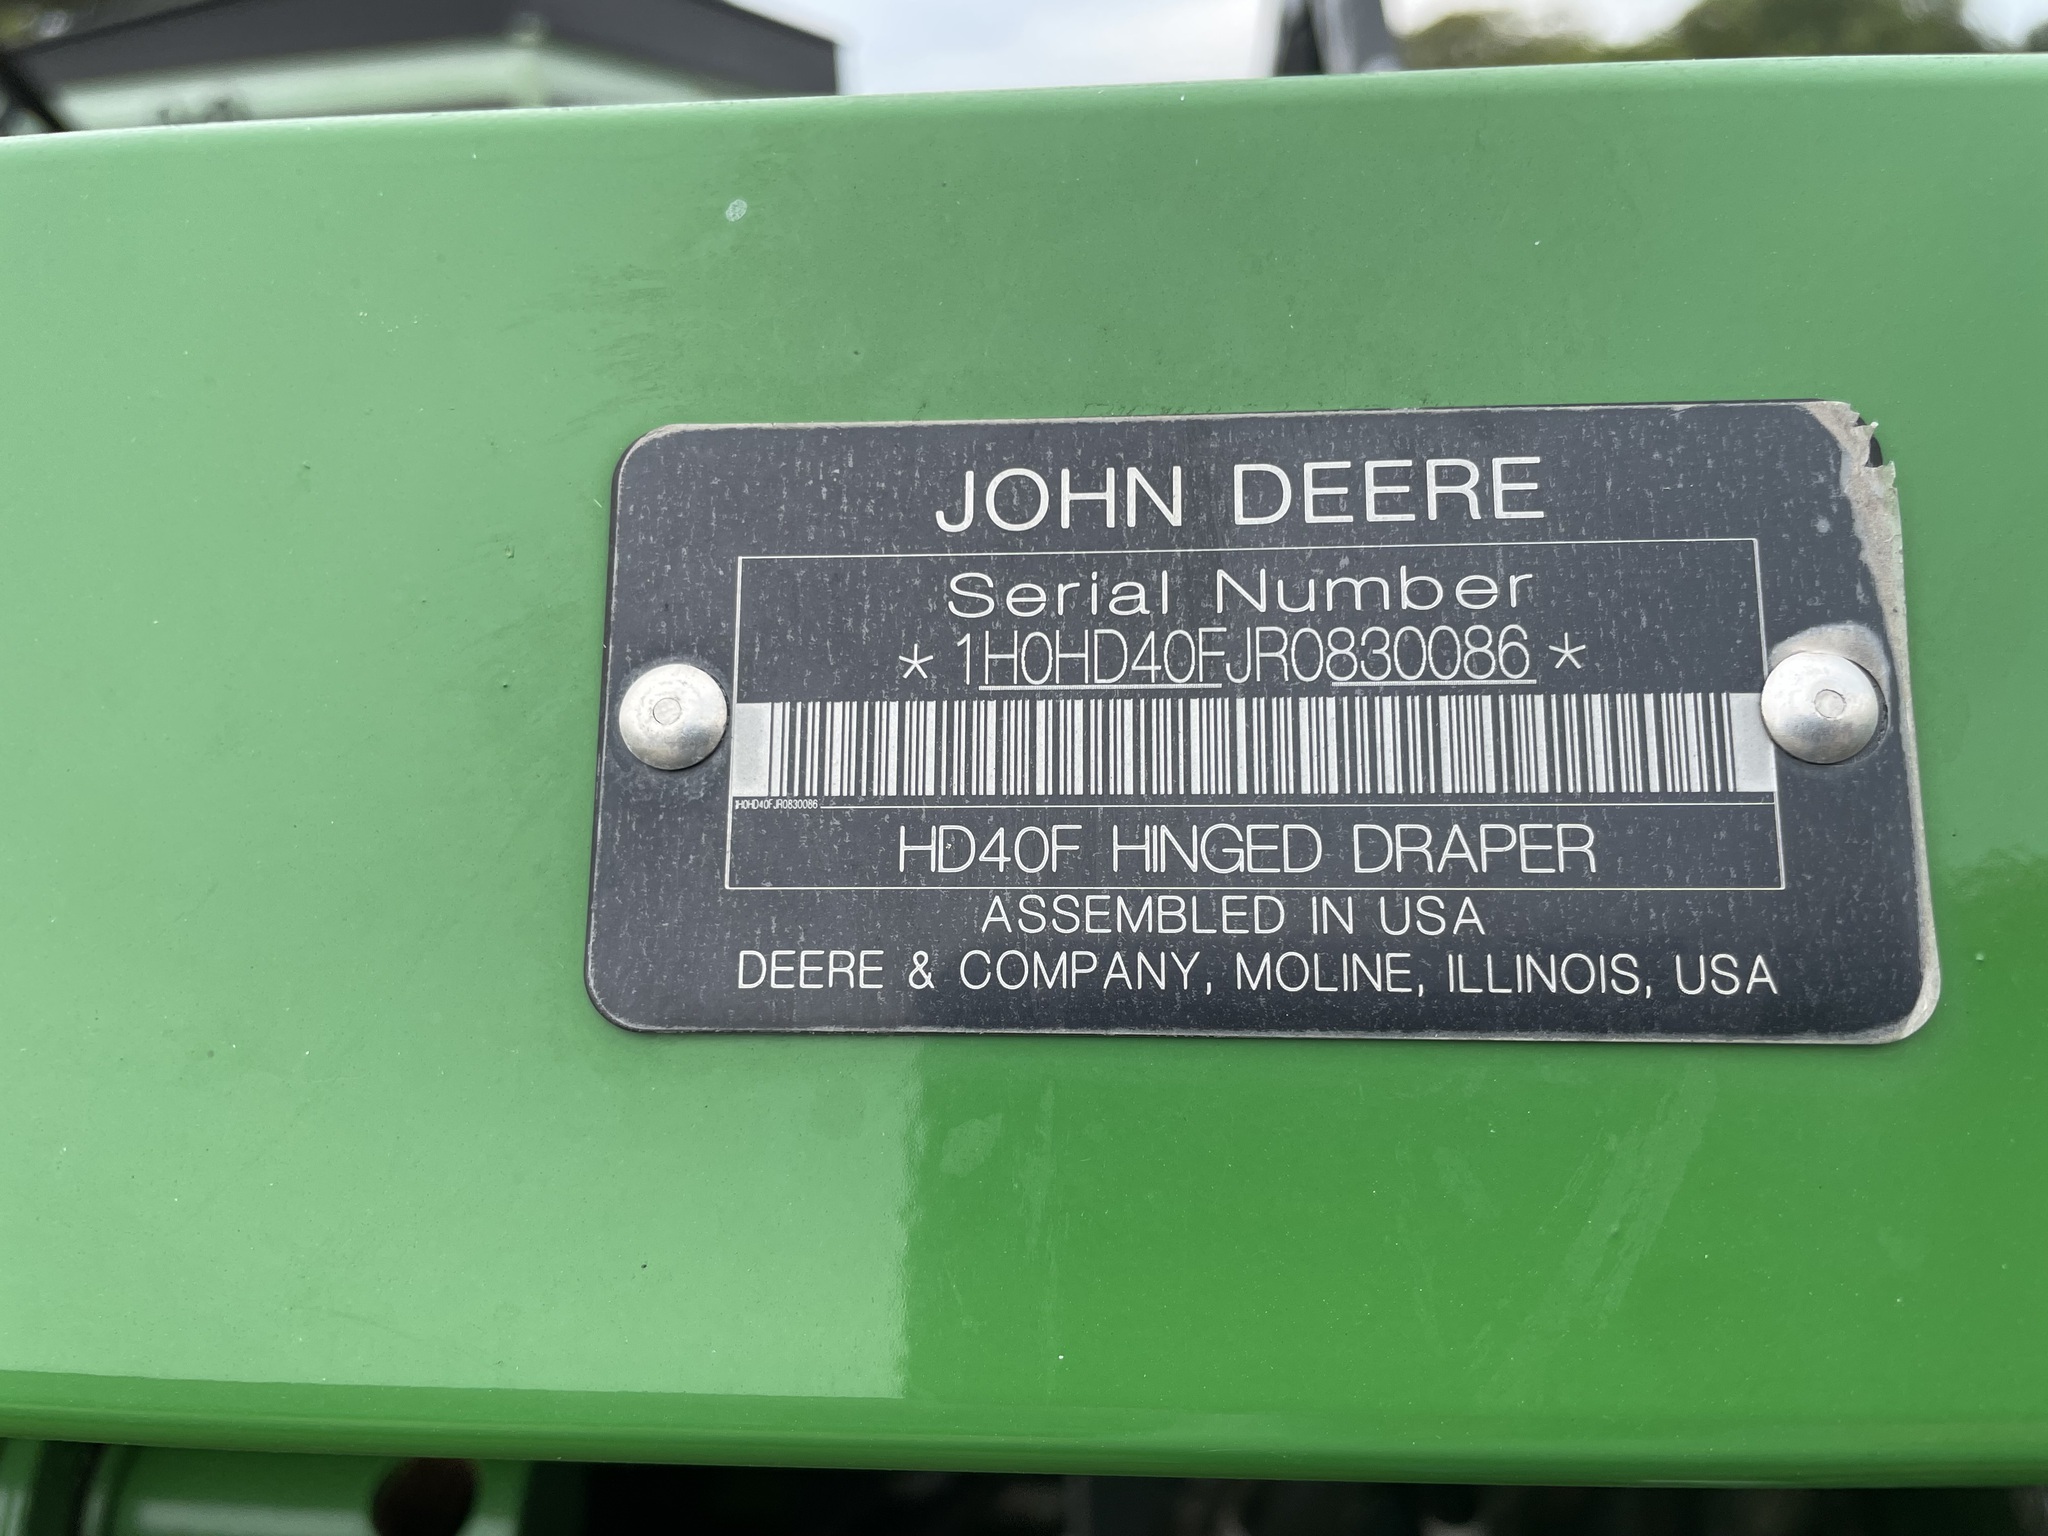 JOHN DEERE
Serial Number
*1H0HD40FJR0830086*
1H0HD40FJR0830086
HD40F HINGED DRAPER
ASSEMBLED IN USA
DEERE & COMPANY, MOLINE, ILLINOIS, USA